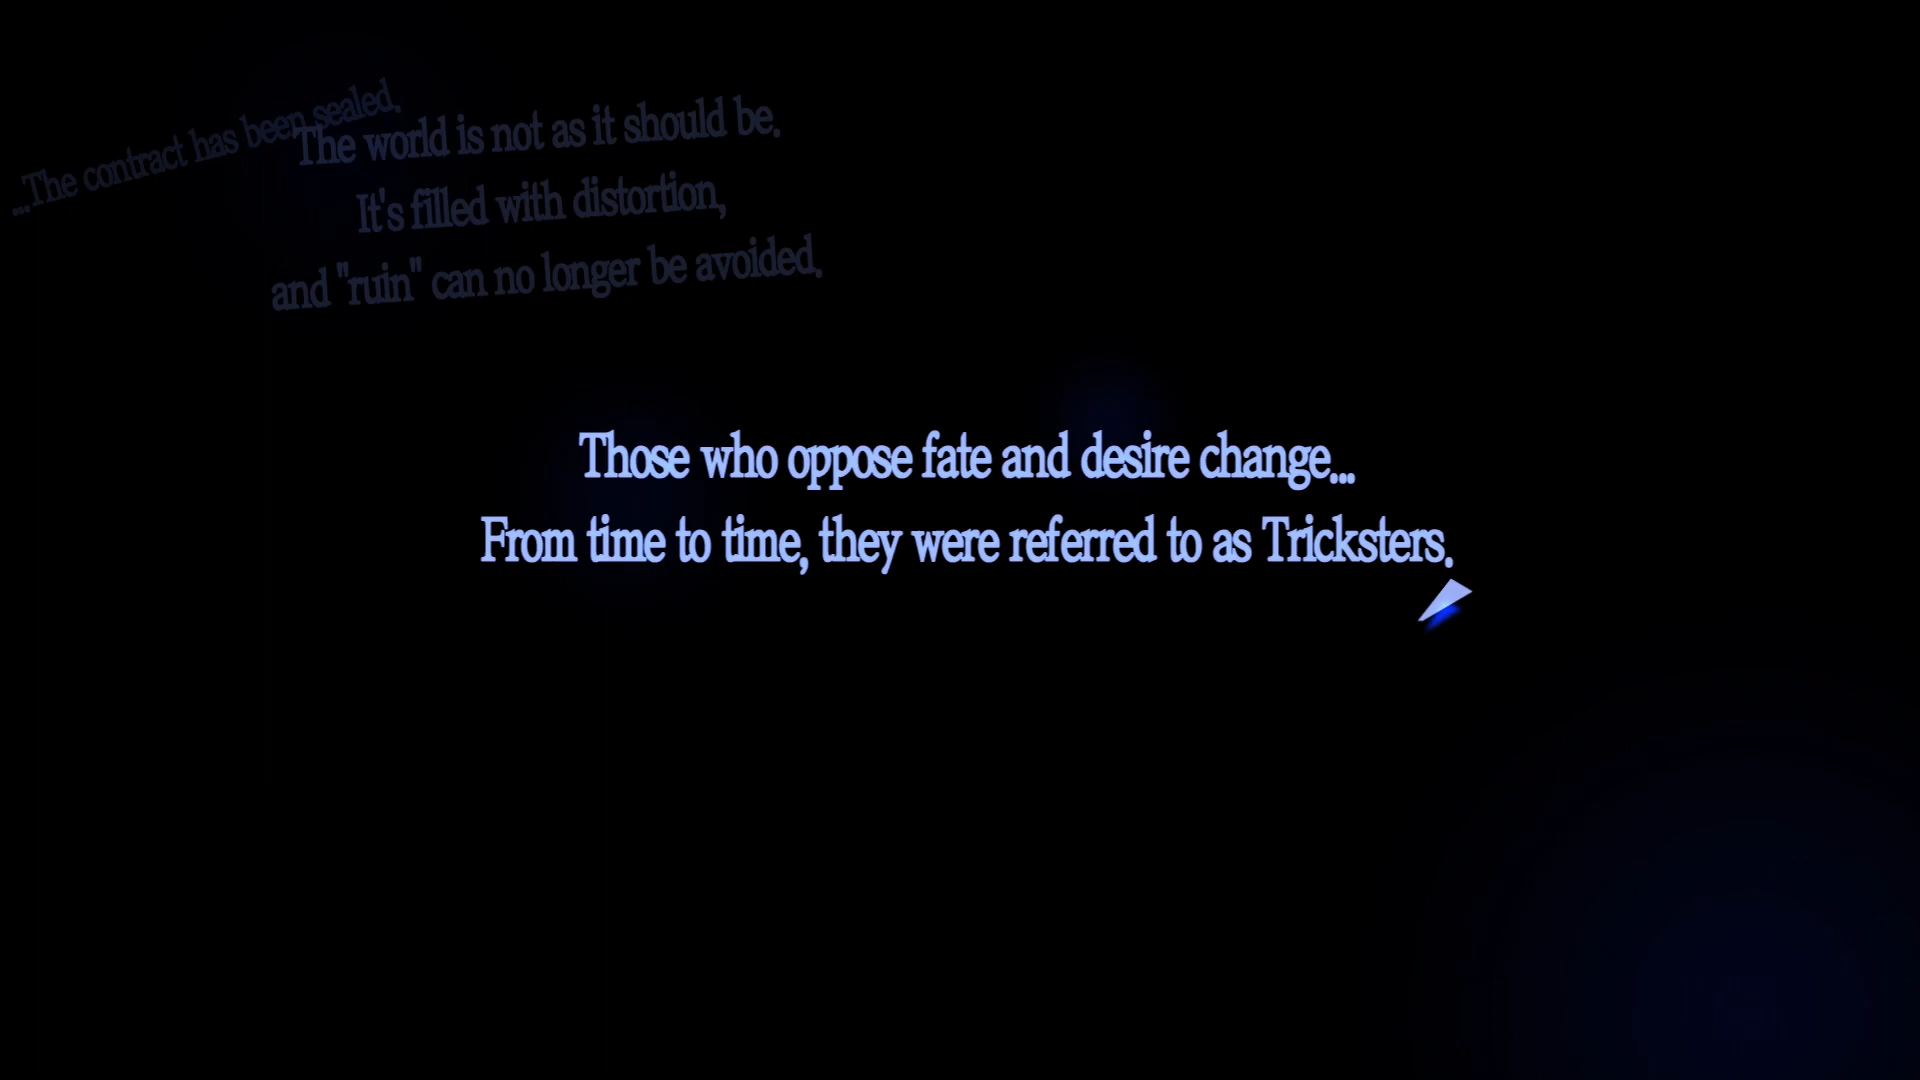 ...The contract has been sealed.
The world is not as it should be.
It's filled with distortion,
and "ruin" can no longer be avoided.
Those who oppose fate and desire change...
From time to time, they were referred to as Tricksters.